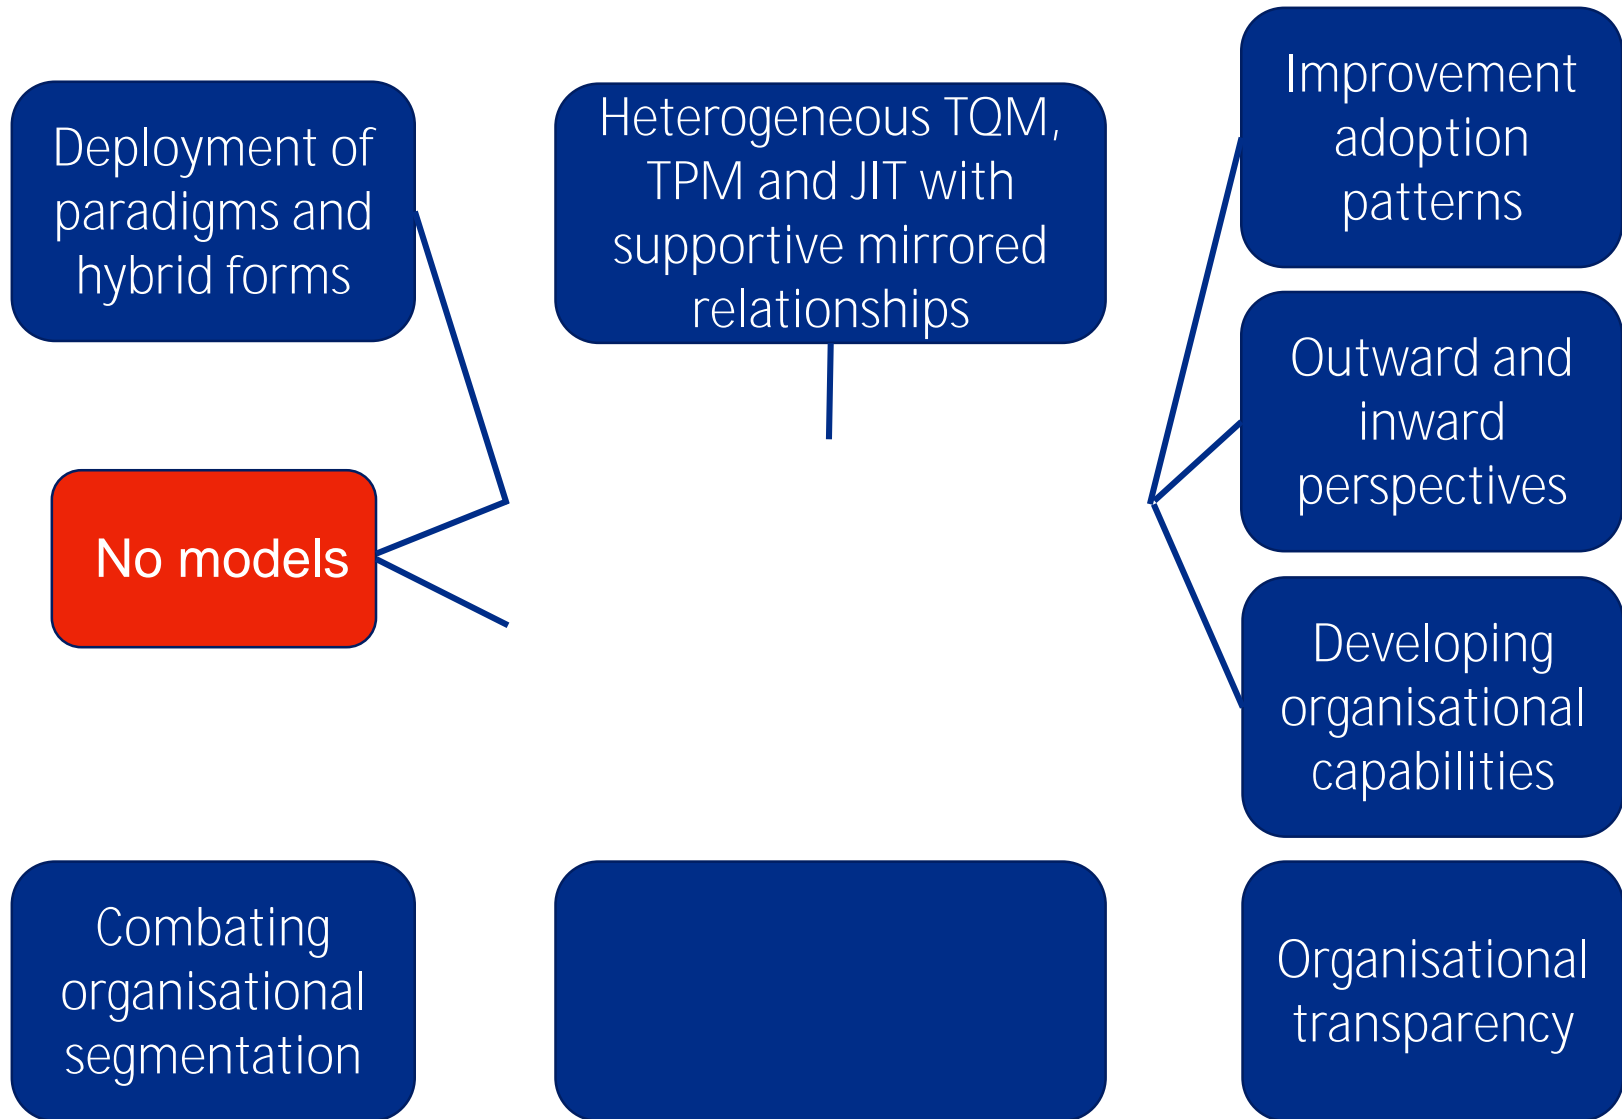 Deployment of
paradigms and
hybrid forms
Heterogeneous TQM,
TPM and JIT with
supportive mirrored
relationships
Improvement
adoption
patterns
Outward and
inward
perspectives
No models
Developing
organisational
capabilities
Combating
organisational
segmentation
Organisational
transparency